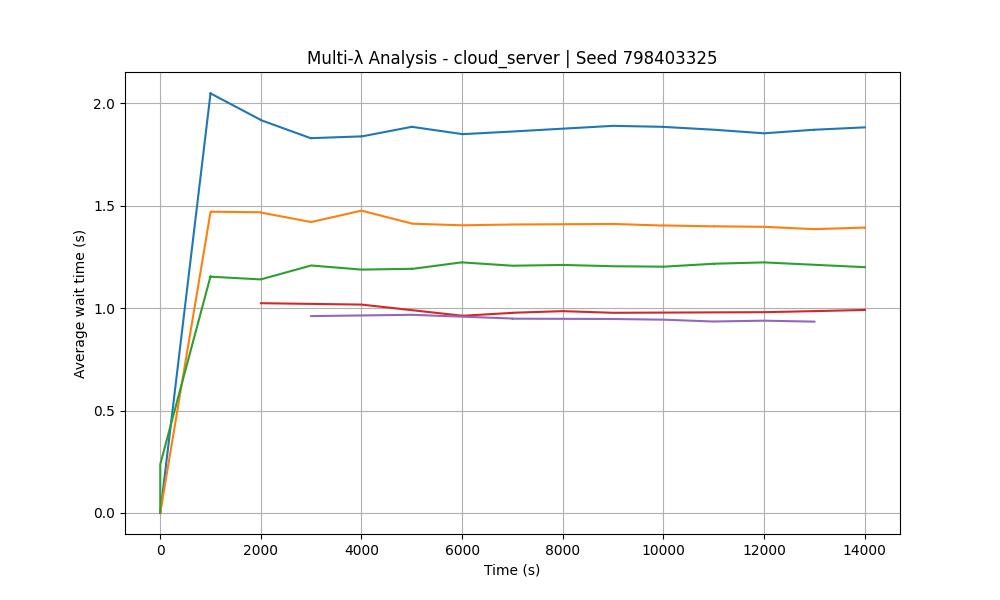 Multi-λ Analysis - cloud_server | Seed 798403325
Average wait time (s)
2.0
1.5
1.0
0.5
0.0
0 2000 4000 6000 8000 10000 12000 14000
Time (s)